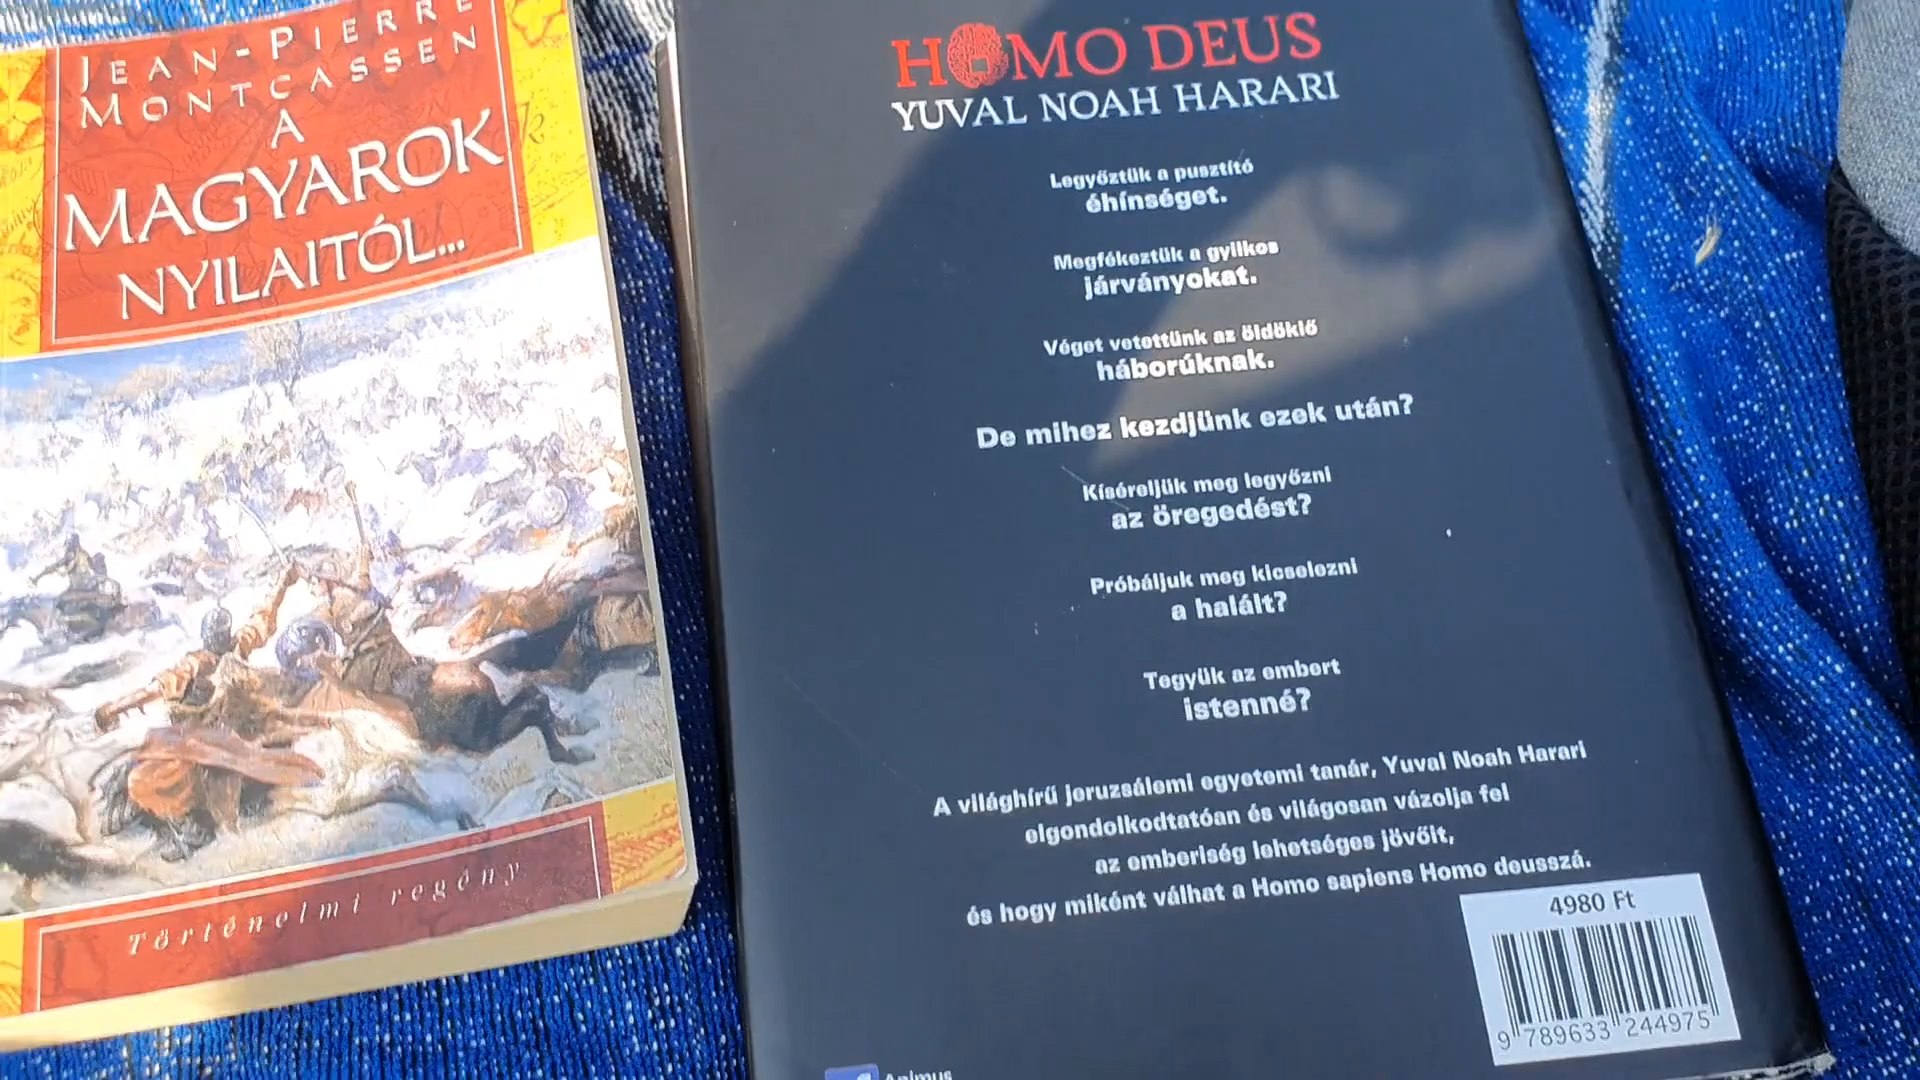 JEAN-PIERRE
MONTCASSEN
A
MAGYAROK
NYILAITÓL...
Történelmi regény
HOMO DEUS
YUVAL NOAH HARARI
Legyőztük a pusztító
éhínséget.
Megfékeztük a gyilkos
járványokat.
Véget vetettünk az öldöklő
háborúknak.
De mihez kezdjünk ezek után?
Kíséreljük meg legyőzni
az öregedést?
Próbáljuk meg kicselezni
a halált?
Tegyük az embert
istenné?
A világhírű jeruzsálemi egyetemi tanár, Yuval Noah Harari
elgondolkodtatóan és világosan vázolja fel
az emberiség lehetséges jövőit,
és hogy miként válhat a Homo sapiens Homo deusszá.
4980 Ft
9 789633 244975
Animus